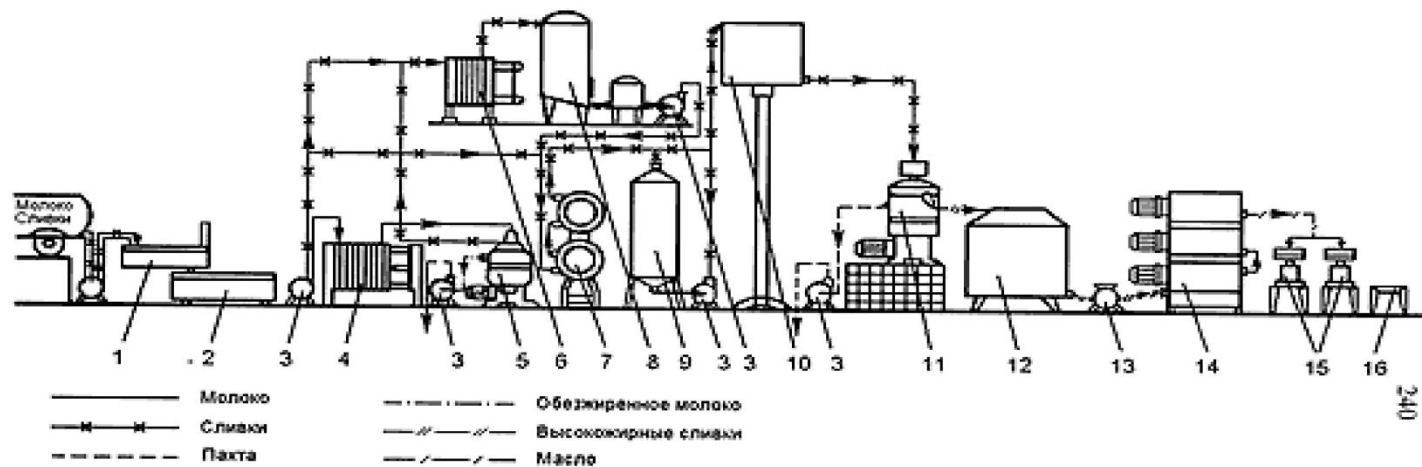 Молоко
Сливки
1 2 3 4 3 5 6 7 8 9 3 3 10 3 11 12 13 14 15 16
Молоко
Сливки
Пахта
Обезжиренное молоко
Высокожирные сливки
Масло
240